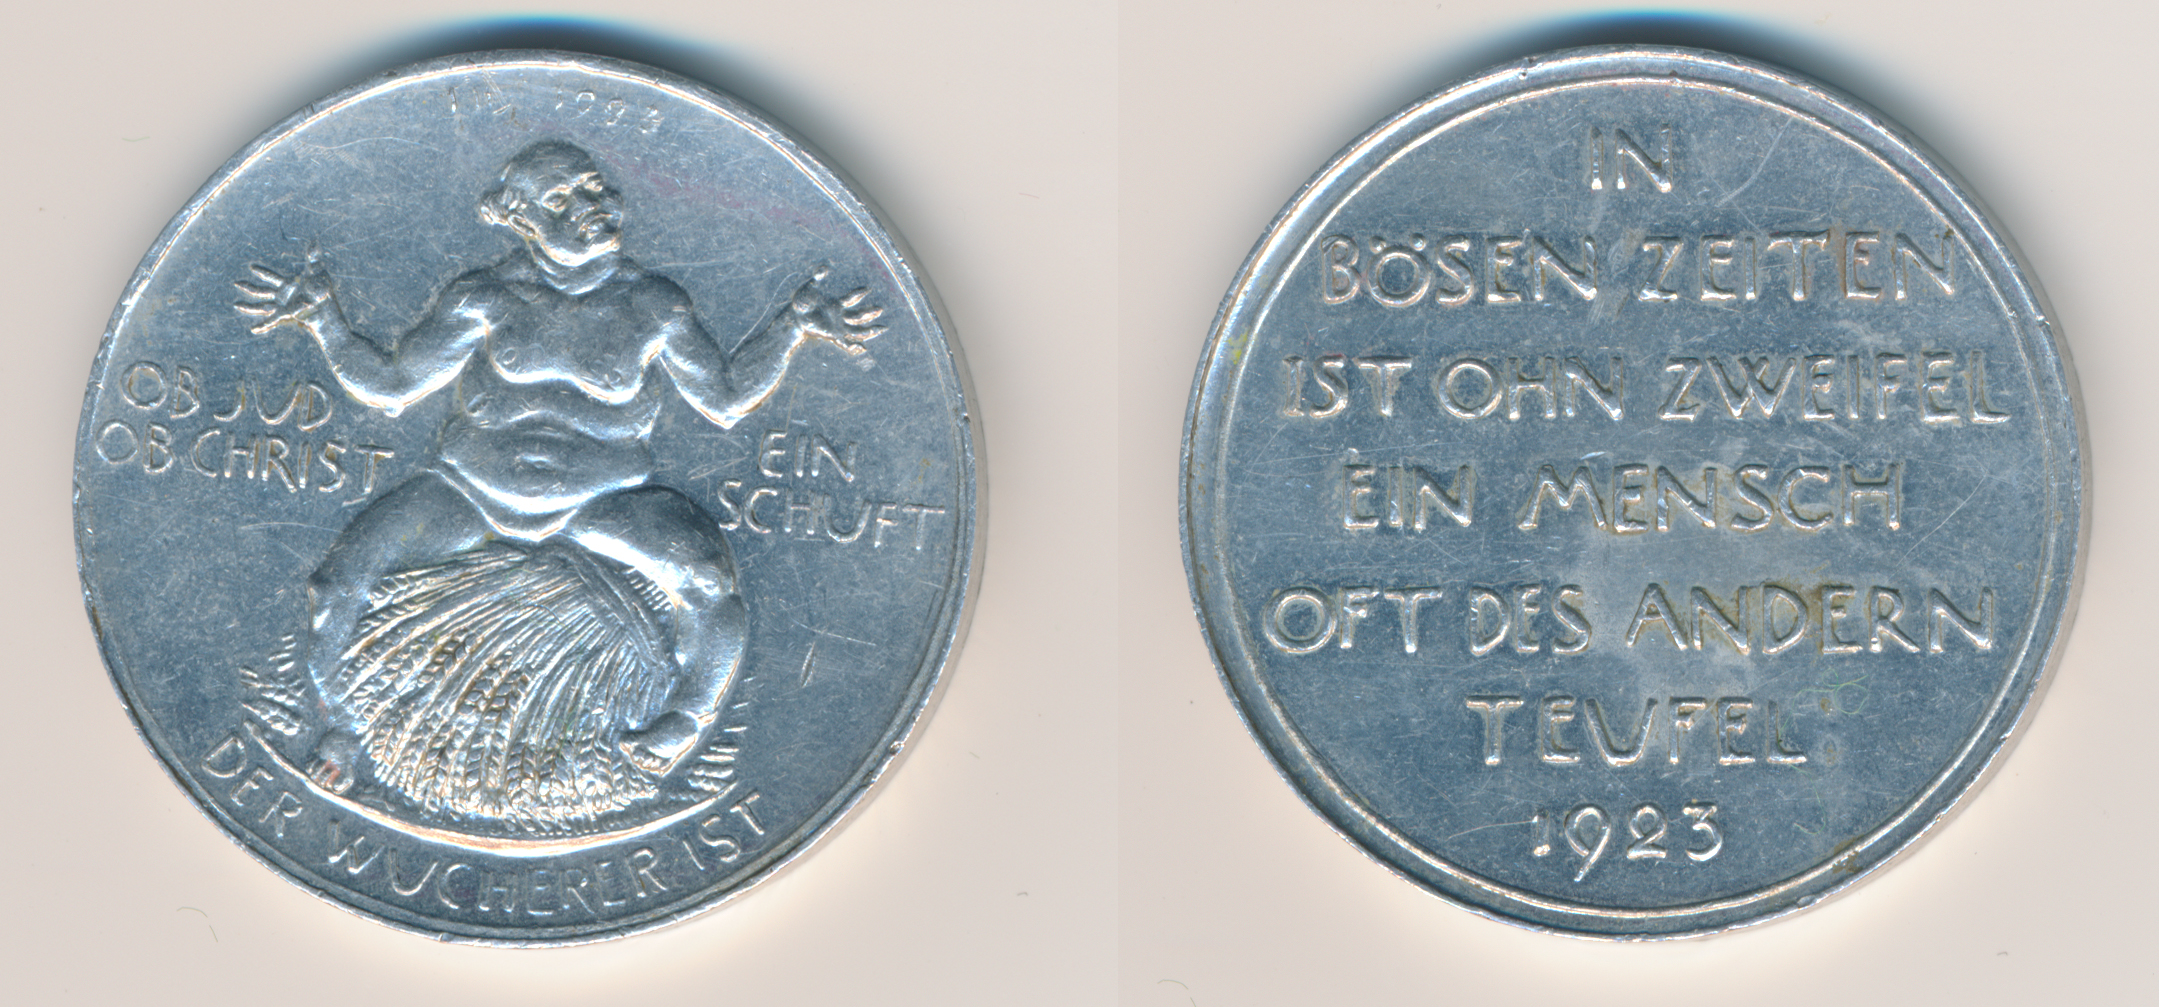 OB JUD
OB CHRIST
EIN
SCHUFT
DER WUCHERER IST
IN
BÖSEN ZEITEN
IST OHN ZWEIFEL
EIN MENSCH
OFT DES ANDERN
TEUFEL
1923